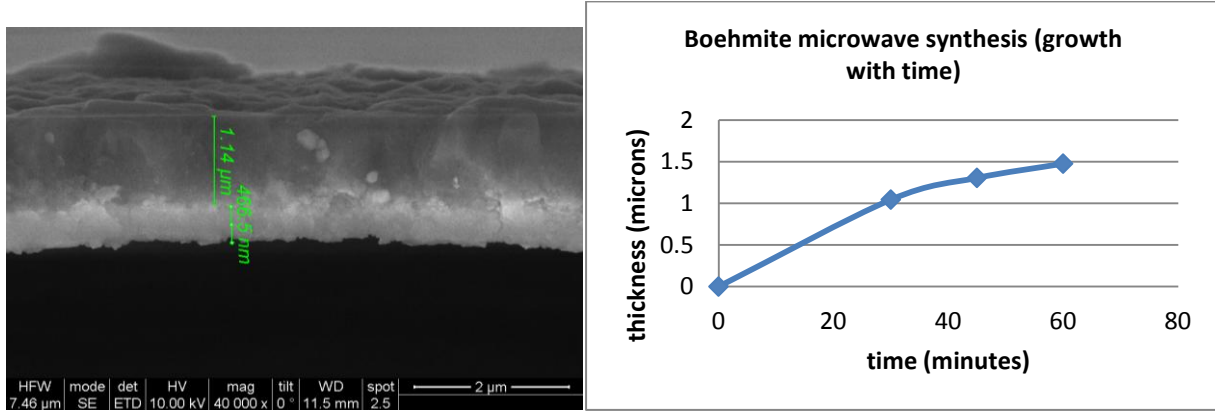 1.14 µm
466.5 nm
HFW mode det HV mag tilt WD spot
7.46 µm SE ETD 10.00 kV 40 000 x 0 ° 11.5 mm 2.5
2 µm
Boehmite microwave synthesis (growth
with time)
thickness (microns)
2
1.5
1
0.5
0
0 20 40 60 80
time (minutes)